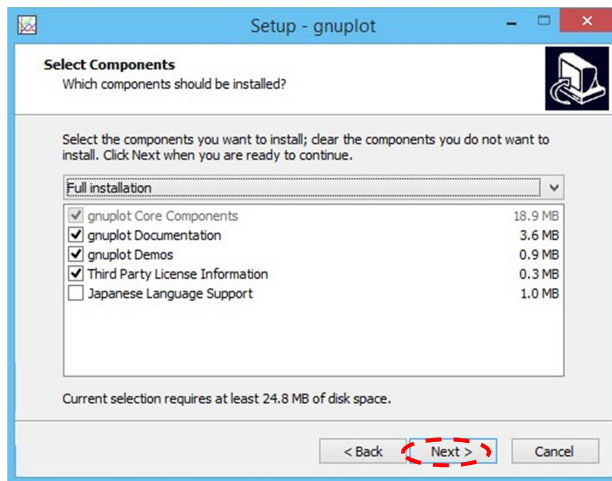 Setup - gnuplot
Select Components
Which components should be installed?
Select the components you want to install; clear the components you do not want to
install. Click Next when you are ready to continue.
Full installation
gnuplot Core Components 18.9 MB
gnuplot Documentation 3.6 MB
gnuplot Demos 0.9 MB
Third Party License Information 0.3 MB
Japanese Language Support 1.0 MB
Current selection requires at least 24.8 MB of disk space.
< Back Next > Cancel